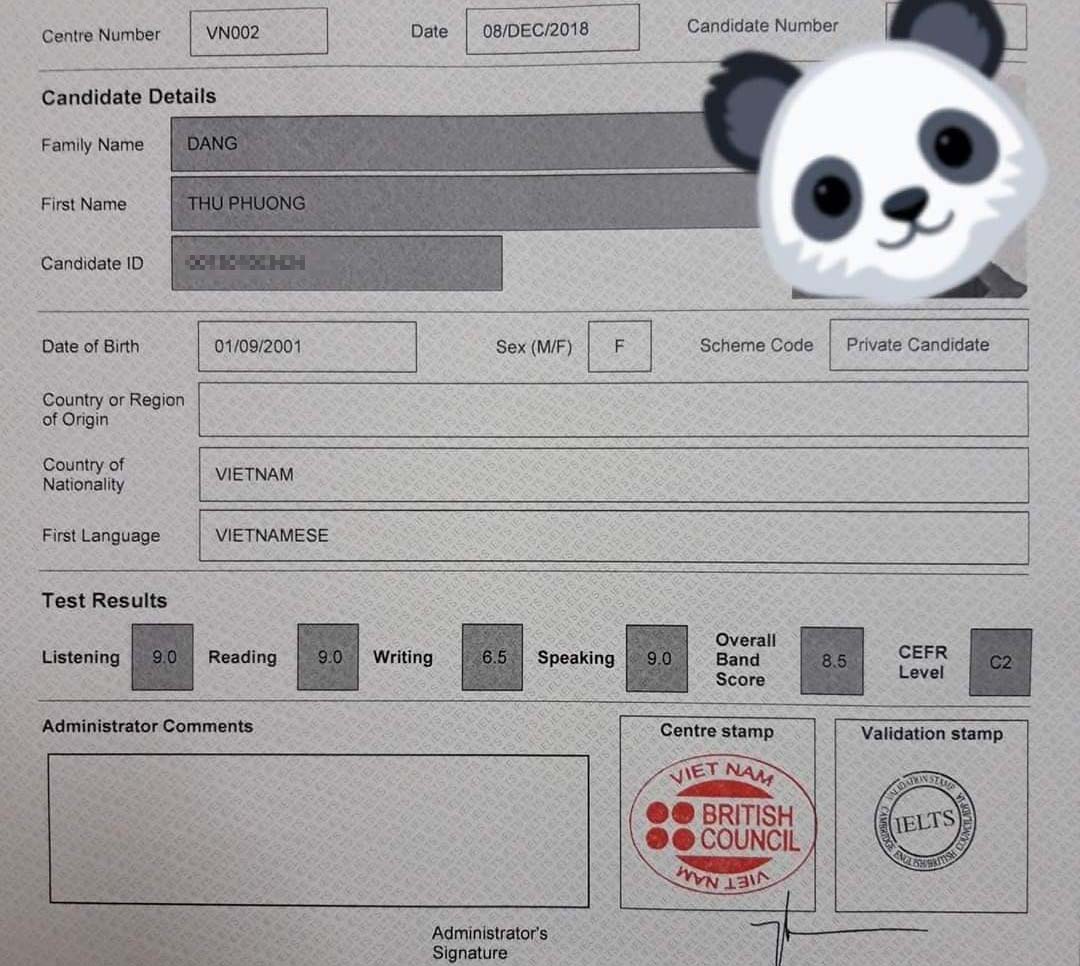 Centre Number VN002 Date 08/DEC/2018 Candidate Number
Candidate Details
Family Name DANG
First Name THU PHUONG
Candidate ID
Date of Birth 01/09/2001 Sex (M/F) F Scheme Code Private Candidate
Country or Region
of Origin
Country of
Nationality
VIETNAM
First Language VIETNAMESE
Test Results
Listening 9.0 Reading 9.0 Writing 6.5 Speaking 9.0 Overall
Band
Score
8.5 CEFR
Level
C2
Administrator Comments
Centre stamp
VIET NAM
BRITISH
COUNCIL
VIET NAM
Validation stamp
VALIDATION STAMP
IELTS
CAMBRIDGE ENGLISH/BRITISH COUNCIL/IDP:IA
Administrator's
Signature